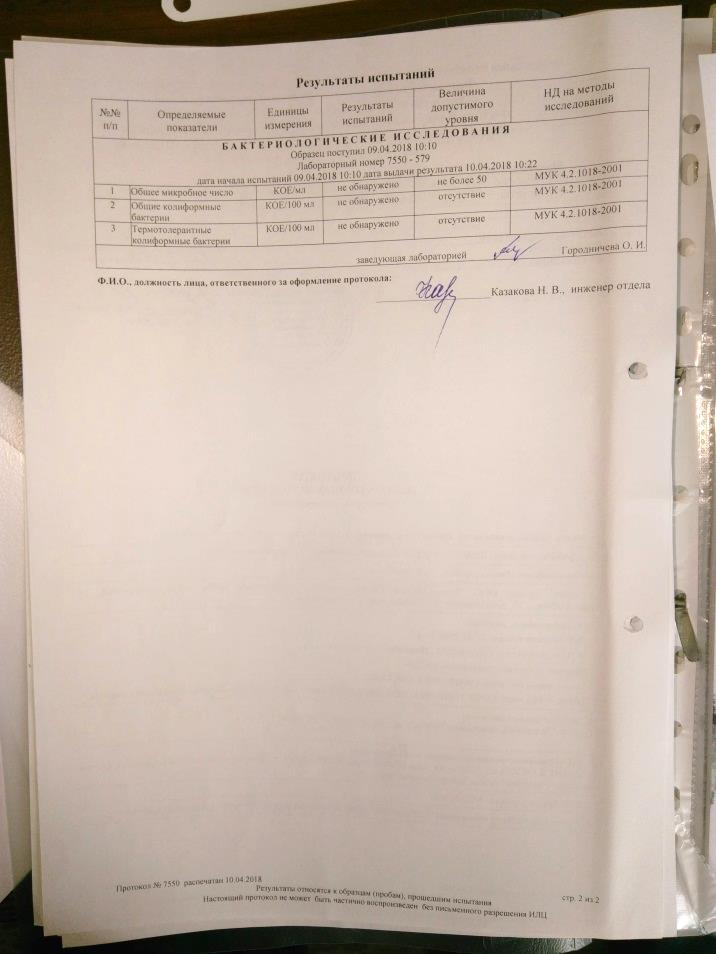 Результаты испытаний
№№ п/п Определяемые показатели Единицы измерения Результаты испытаний Величина допустимого уровня НД на методы исследований
БАКТЕРИОЛОГИЧЕСКИЕ ИССЛЕДОВАНИЯ
Образец поступил 09.04.2018 10:10
Лабораторный номер 7550 - 579
дата начала испытаний 09.04.2018 10:10 дата выдачи результата 10.04.2018 10:22
1 Общее микробное число КОЕ/мл не обнаружено не более 50 МУК 4.2.1018-2001
2 Общие колиформные бактерии КОЕ/100 мл не обнаружено отсутствие МУК 4.2.1018-2001
3 Термотолерантные колиформные бактерии КОЕ/100 мл не обнаружено отсутствие МУК 4.2.1018-2001
заведующая лабораторией Городничева О. И.
Ф.И.О., должность лица, ответственного за оформление протокола:
Казакова Н. В., инженер отдела
Протокол № 7550 распечатан 10.04.2018
Результаты относятся к образцам (пробам), прошедшим испытания
стр. 2 из 2
Настоящий протокол не может быть частично воспроизведен без письменного разрешения ИЛЦ